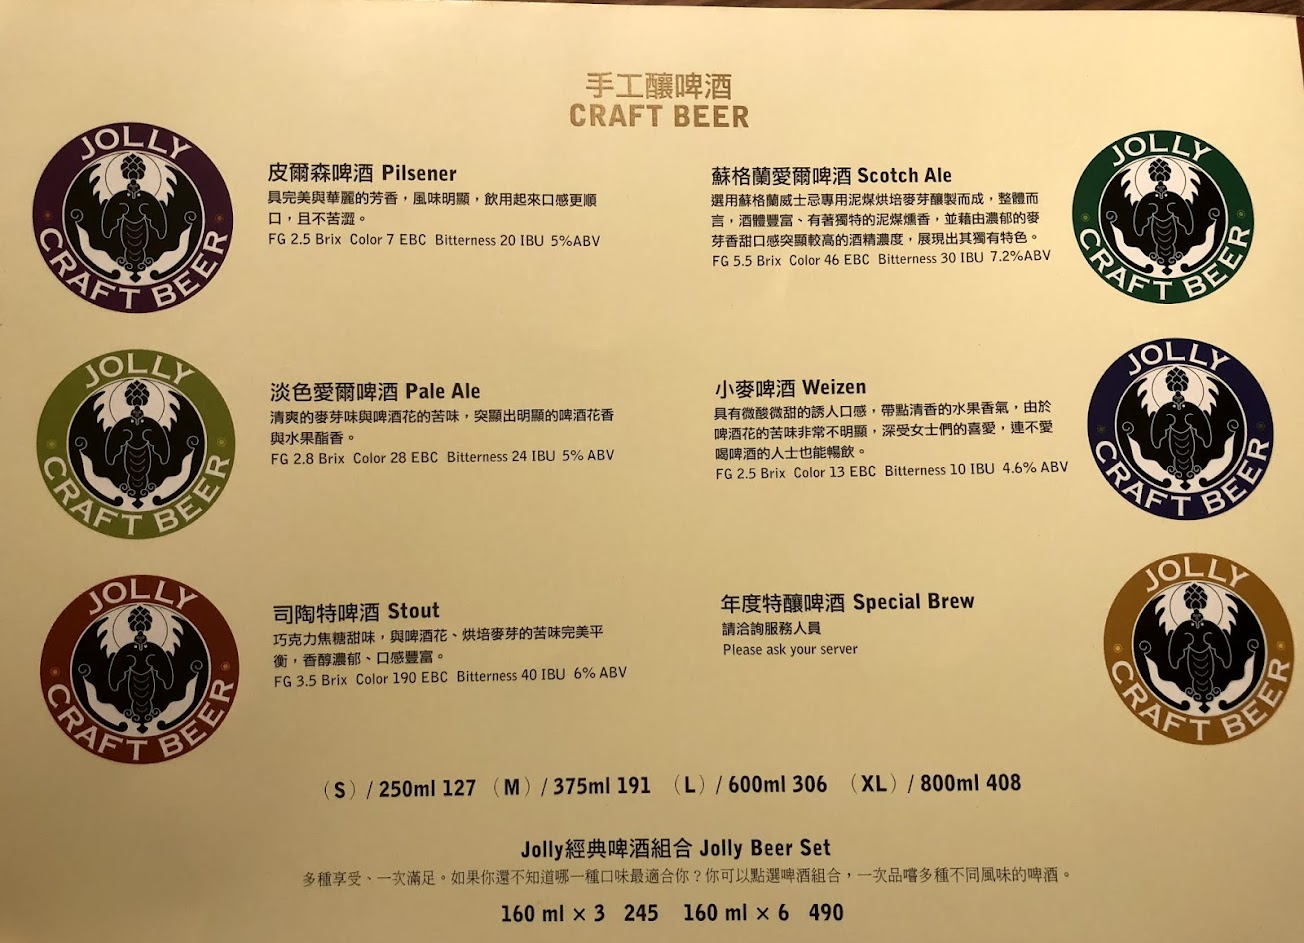 手工釀啤酒
CRAFT BEER
JOLLY
CRAFT BEER
皮爾森啤酒 Pilsener
具完美與華麗的芳香，風味明顯，飲用起來口感更順
口，且不苦澀。
FG 2.5 Brix Color 7 EBC Bitterness 20 IBU 5%ABV
JOLLY
CRAFT BEER
淡色愛爾啤酒 Pale Ale
清爽的麥芽味與啤酒花的苦味，突顯出明顯的啤酒花香
與水果酯香。
FG 2.8 Brix Color 28 EBC Bitterness 24 IBU 5% ABV
JOLLY
CRAFT BEER
司陶特啤酒 Stout
巧克力焦糖甜味，與啤酒花、烘培麥芽的苦味完美平
衡，香醇濃郁、口感豐富。
FG 3.5 Brix Color 190 EBC Bitterness 40 IBU 6% ABV
蘇格蘭愛爾啤酒 Scotch Ale
選用蘇格蘭威士忌專用泥煤烘培麥芽釀製而成，整體而
言，酒體豐富、有著獨特的泥煤燻香，並藉由濃郁的麥
芽香甜口感突顯較高的酒精濃度，展現出其獨有特色。
FG 5.5 Brix Color 46 EBC Bitterness 30 IBU 7.2%ABV
JOLLY
CRAFT BEER
小麥啤酒 Weizen
具有微酸微甜的誘人口感，帶點清香的水果香氣，由於
啤酒花的苦味非常不明顯，深受女士們的喜愛，連不愛
喝啤酒的人士也能暢飲。
FG 2.5 Brix Color 13 EBC Bitterness 10 IBU 4.6% ABV
JOLLY
CRAFT BEER
年度特釀啤酒 Special Brew
請洽詢服務人員
Please ask your server
JOLLY
CRAFT BEER
（S）/ 250ml 127 （M）/ 375ml 191 （L）/ 600ml 306 （XL）/ 800ml 408
Jolly經典啤酒組合 Jolly Beer Set
多種享受、一次滿足。如果你還不知道哪一種口味最適合你？你可以點選啤酒組合，一次品嚐多種不同風味的啤酒。
160 ml × 3 245 160 ml × 6 490